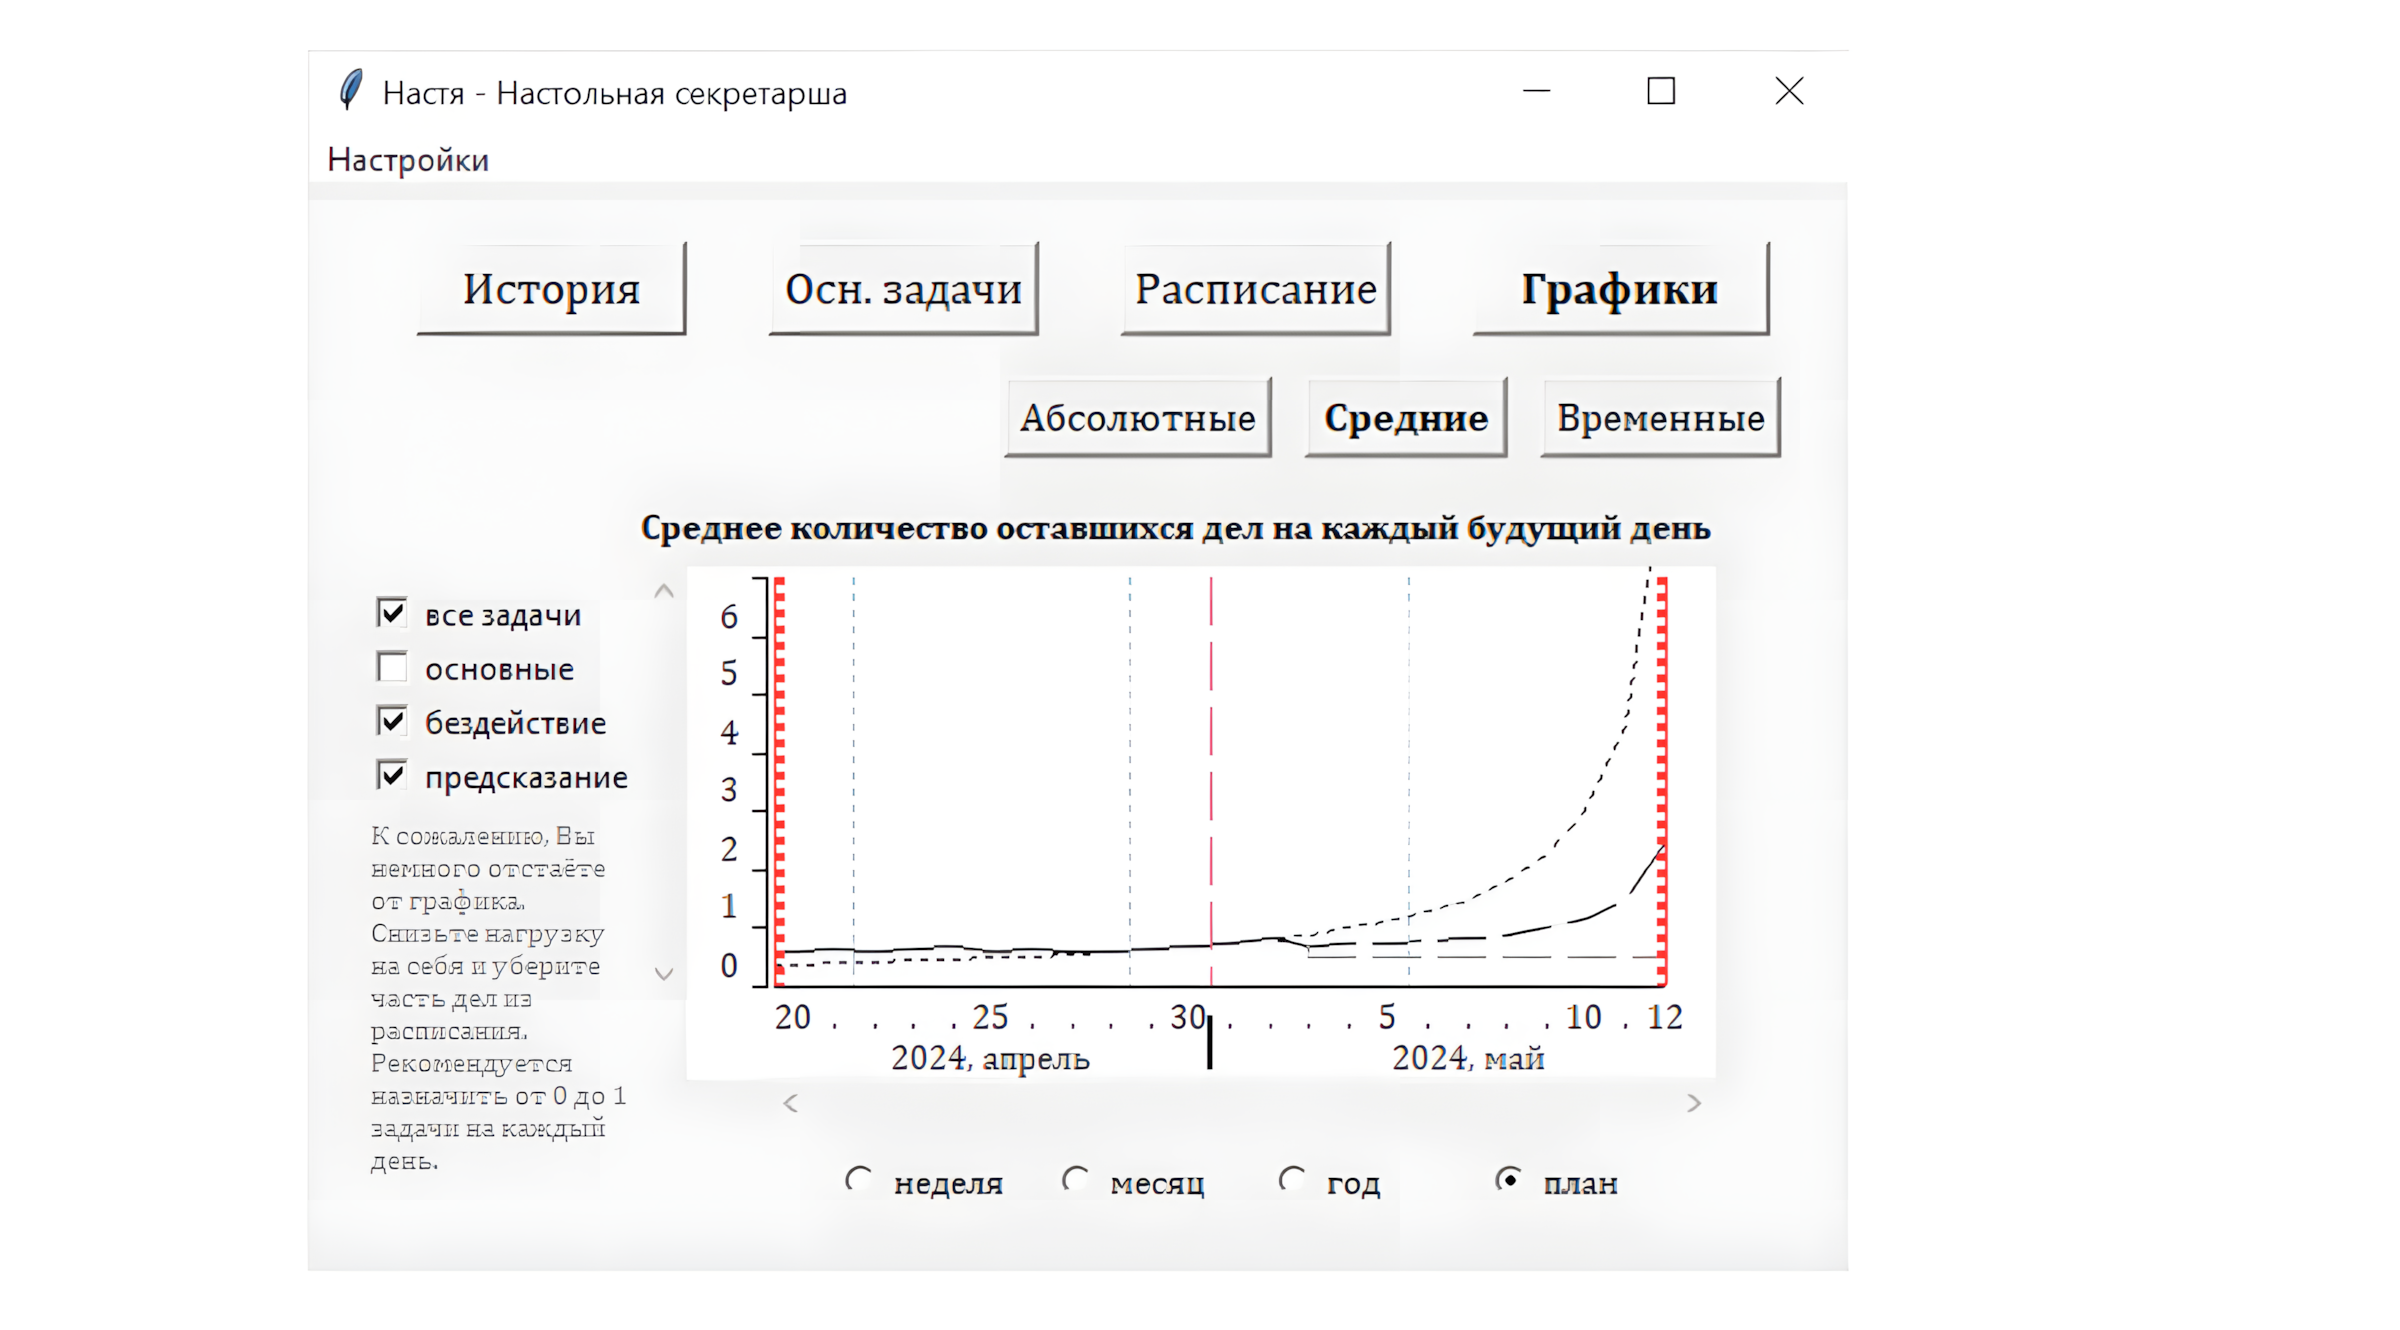 Настя - Настольная секретарша
Настройки
История
Осн. задачи
Расписание
Графики
Абсолютные
Средние
Временные
Среднее количество оставшихся дел на каждый будущий день
все задачи
основные
бездействие
предсказание
К сожалению, Вы
немного отстаёте
от графика.
Снизьте нагрузку
на себя и уберите
часть дел из
расписания.
Рекомендуется
назначить от 0 до 1
задачи на каждый
день.
6
5
4
3
2
1
0
20 . . . . 25 . . . . 30 . . . . 5 . . . . 10 . 12
2024, апрель
2024, май
неделя
месяц
год
план